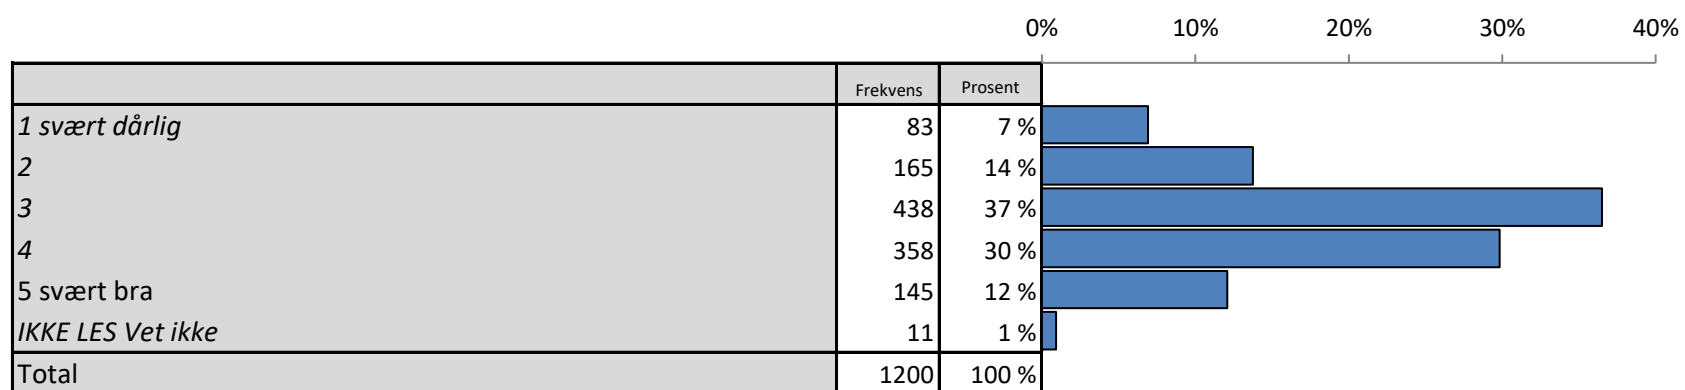 0% 10% 20% 30% 40%
Frekvens Prosent
1 svært dårlig 83 7 %
2 165 14 %
3 438 37 %
4 358 30 %
5 svært bra 145 12 %
IKKE LES Vet ikke 11 1 %
Total 1200 100 %